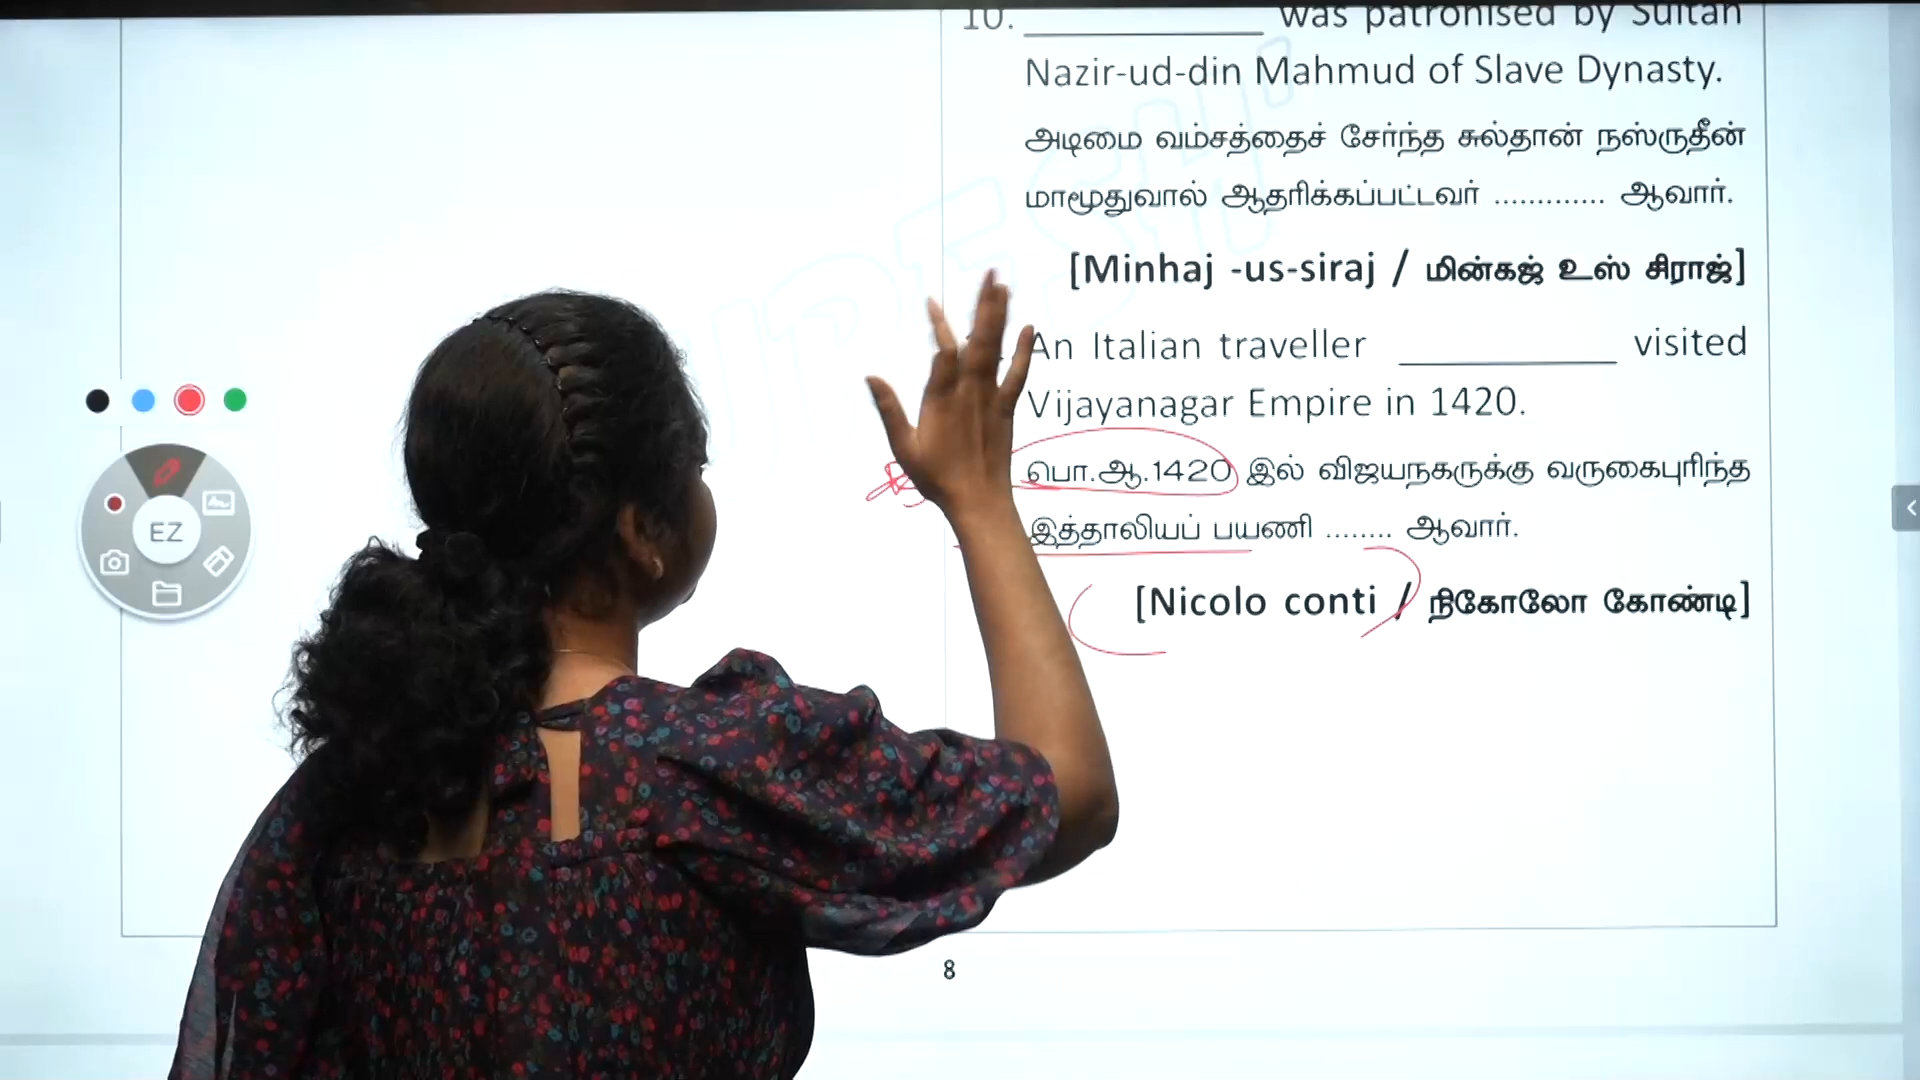 10. ____________ was patronised by Sultan
Nazir-ud-din Mahmud of Slave Dynasty.
அடிமை வம்சத்தைச் சேர்ந்த சுல்தான் நஸ்ருதீன்
மாமூதுவால் ஆதரிக்கப்பட்டவர் ............. ஆவார்.
[Minhaj -us-siraj / மின்கஜ் உஸ் சிராஜ்]
An Italian traveller ___________ visited
Vijayanagar Empire in 1420.
பொ.ஆ.1420 இல் விஜயநகருக்கு வருகைபுரிந்த
இத்தாலியப் பயணி ........ ஆவார்.
[Nicolo conti / நிகோலோ கோண்டி]
EZ
8